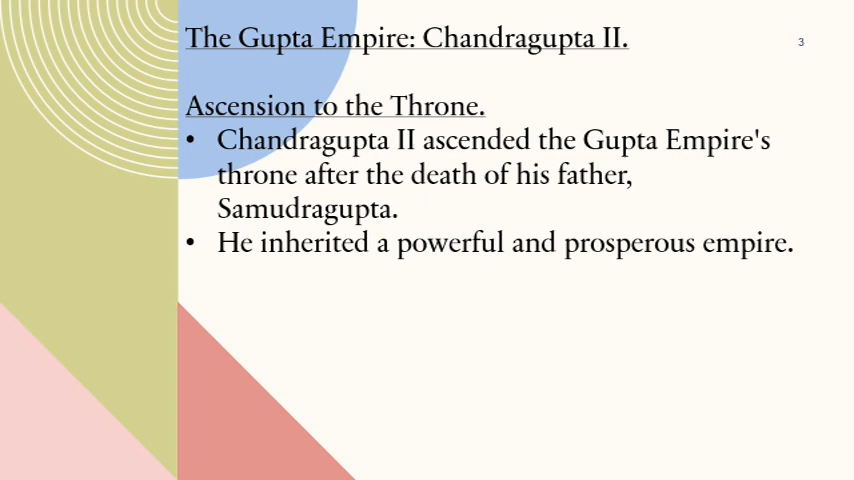 The Gupta Empire: Chandragupta II.
3
Ascension to the Throne.
• Chandragupta II ascended the Gupta Empire's
throne after the death of his father,
Samudragupta.
• He inherited a powerful and prosperous empire.